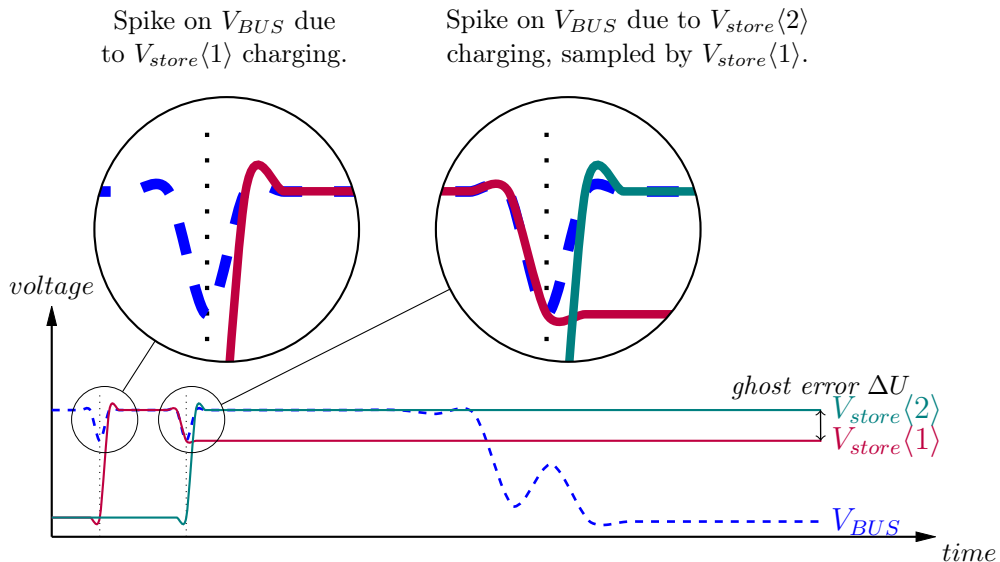 Spike on V_BUS due
to V_store⟨1⟩ charging.
Spike on V_BUS due to V_store⟨2⟩
charging, sampled by V_store⟨1⟩.
voltage
ghost error ΔU
V_store⟨2⟩
V_store⟨1⟩
V_BUS
time